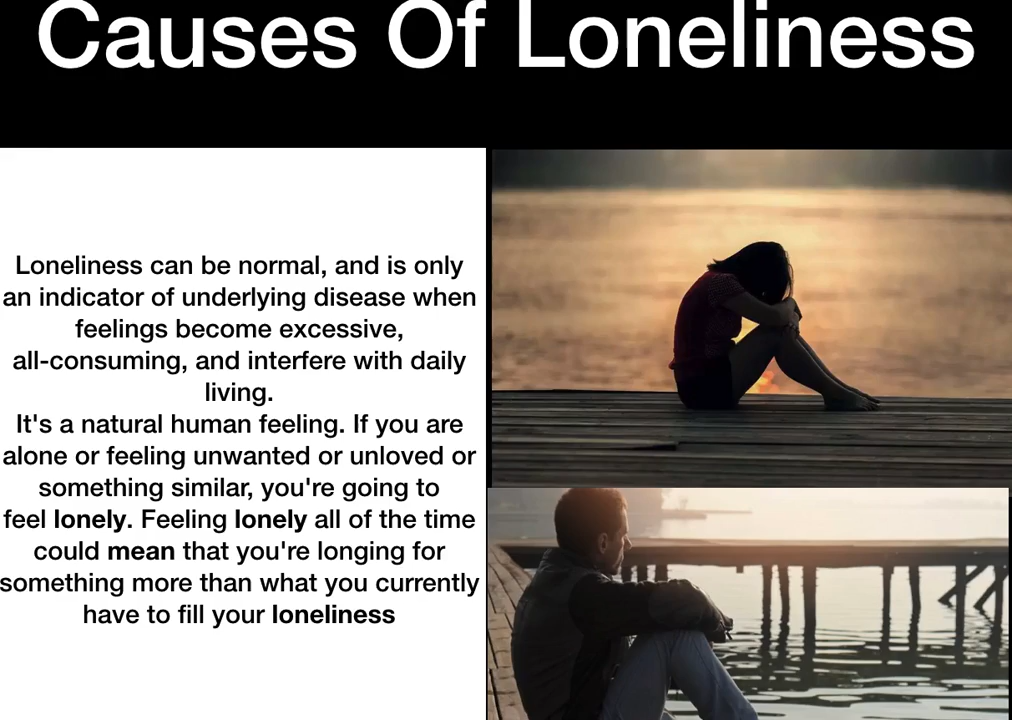 Causes Of Loneliness
Loneliness can be normal, and is only
an indicator of underlying disease when
feelings become excessive,
all-consuming, and interfere with daily
living.
It's a natural human feeling. If you are
alone or feeling unwanted or unloved or
something similar, you're going to
feel lonely. Feeling lonely all of the time
could mean that you're longing for
something more than what you currently
have to fill your loneliness